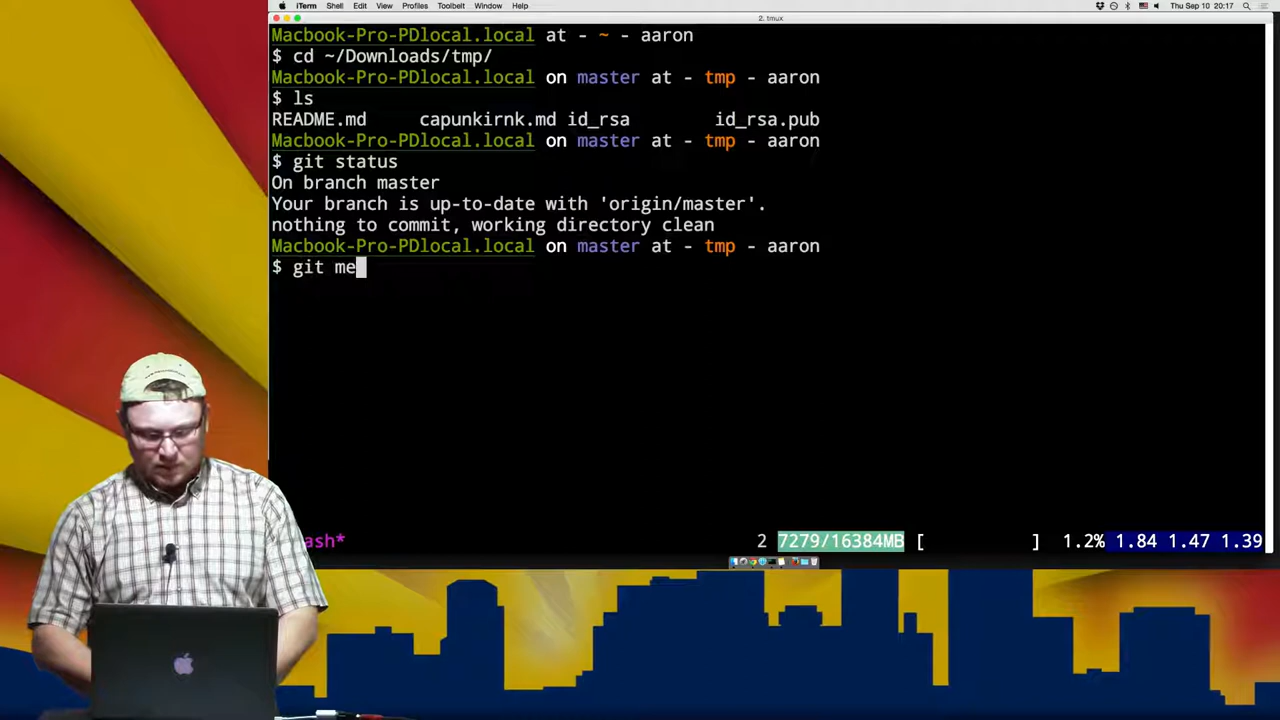 iTerm Shell Edit View Profiles Toolbelt Window Help Thu Sep 10 20:17
2. tmux
Macbook-Pro-PDlocal.local at - ~ - aaron
$ cd ~/Downloads/tmp/
Macbook-Pro-PDlocal.local on master at - tmp - aaron
$ ls
README.md capunkirnk.md id_rsa id_rsa.pub
Macbook-Pro-PDlocal.local on master at - tmp - aaron
$ git status
On branch master
Your branch is up-to-date with 'origin/master'.
nothing to commit, working directory clean
Macbook-Pro-PDlocal.local on master at - tmp - aaron
$ git me
ash* 2 7279/16384MB [ ] 1.2% 1.84 1.47 1.39